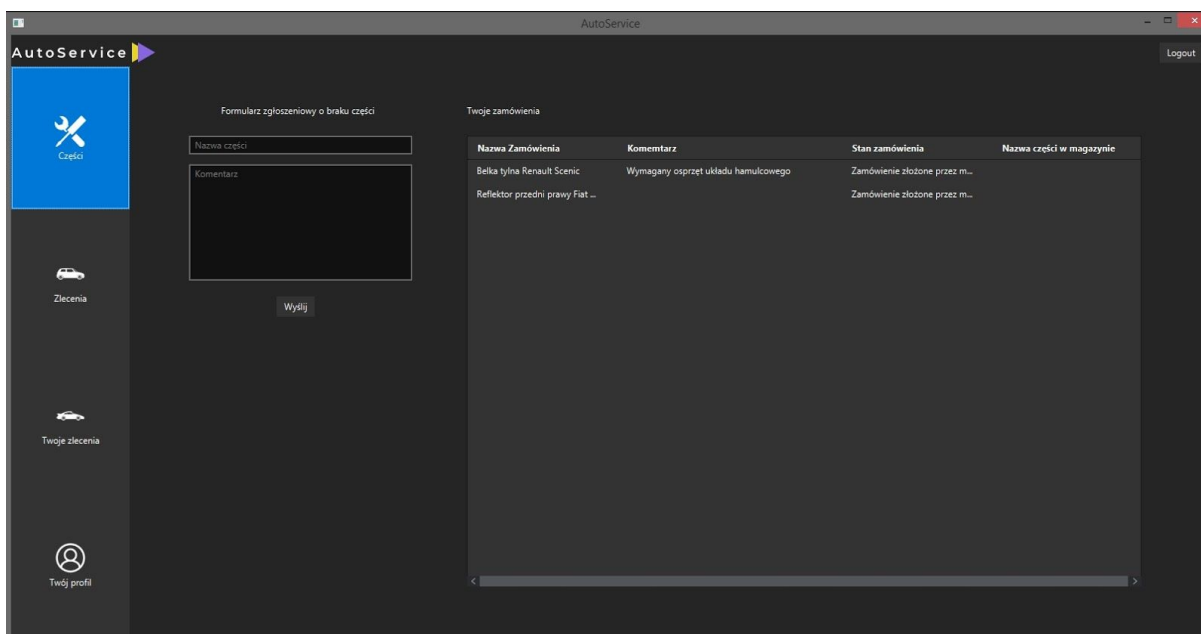 AutoService
AutoService
Logout
Części
Zlecenia
Twoje zlecenia
Twój profil
Formularz zgłoszeniowy o braku części
Nazwa części
Komentarz
Wyślij
Twoje zamówienia
Nazwa Zamówienia Komemtarz Stan zamówienia Nazwa części w magazynie
Belka tylna Renault Scenic Wymagany osprzęt układu hamulcowego Zamówienie złożone przez m...
Reflektor przedni prawy Fiat ... Zamówienie złożone przez m...